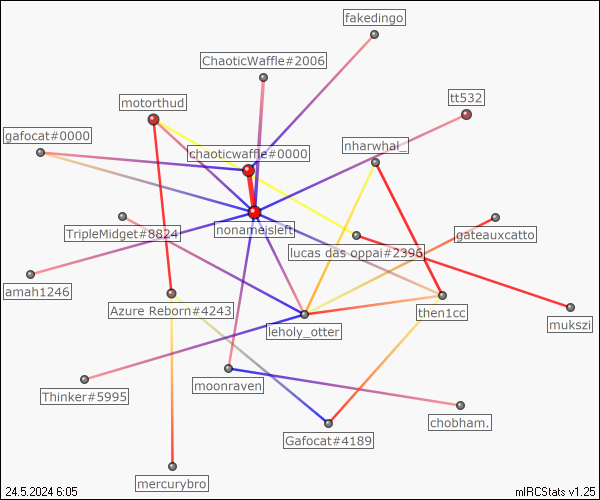 fakedingo
ChaoticWaffle#2006
tt532
motorthud
gafocat#0000
nharwhal_
chaoticwaffle#0000
nonameisleft
TripleMidget#8824
gateauxcatto
lucas das oppai#2396
amah1246
Azure Reborn#4243
then1cc
mukszi
leholy_otter
moonraven
Thinker#5995
chobham.
Gafocat#4189
mercurybro
24.5.2024 6:05
mIRCStats v1.25